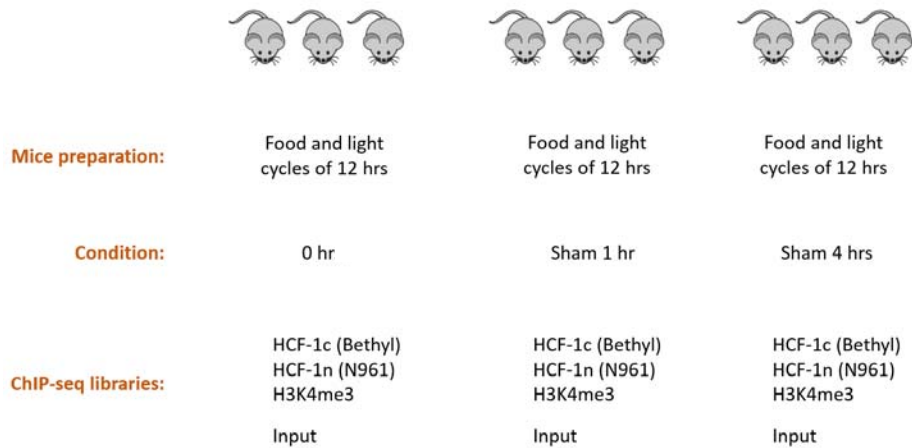 Mice preparation:
Food and light
cycles of 12 hrs
Food and light
cycles of 12 hrs
Food and light
cycles of 12 hrs
Condition:
0 hr
Sham 1 hr
Sham 4 hrs
ChIP-seq libraries:
HCF-1c (Bethyl)
HCF-1n (N961)
H3K4me3
Input
HCF-1c (Bethyl)
HCF-1n (N961)
H3K4me3
Input
HCF-1c (Bethyl)
HCF-1n (N961)
H3K4me3
Input